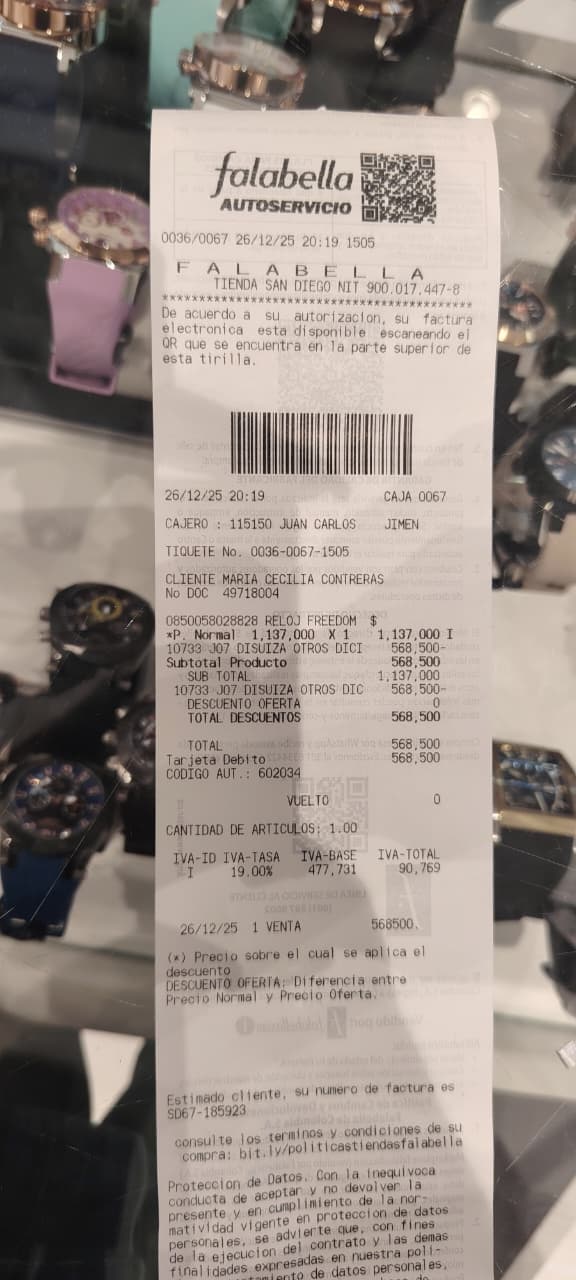 falabella
AUTOSERVICIO
0036/0067 26/12/25 20:19 1505
F A L A B E L L A
TIENDA SAN DIEGO NIT 900.017.447-8
******************************************
De acuerdo a su autorizacion, su factura
electronica esta disponible escaneando el
QR que se encuentra en la parte superior de
esta tirilla.
26/12/25 20:19 CAJA 0067
CAJERO : 115150 JUAN CARLOS JIMEN
TIQUETE No. 0036-0067-1505
CLIENTE MARIA CECILIA CONTRERAS
No DOC 49718004
0850058028828 RELOJ FREEDOM $
*P. Normal 1,137,000 X 1 1,137,000 I
10733 J07 DISUIZA OTROS DICI 568,500-
Subtotal Producto 568,500
SUB TOTAL 1,137,000
10733 J07 DISUIZA OTROS DIC 568,500-
DESCUENTO OFERTA 0
TOTAL DESCUENTOS 568,500
TOTAL 568,500
Tarjeta Debito 568,500
CODIGO AUT.: 602034
VUELTO 0
CANTIDAD DE ARTICULOS: 1.00
IVA-ID IVA-TASA IVA-BASE IVA-TOTAL
I 19.00% 477,731 90,769
26/12/25 1 VENTA 568500.
(*) Precio sobre el cual se aplica el
descuento
DESCUENTO OFERTA: Diferencia entre
Precio Normal y Precio Oferta.
Estimado cliente, su numero de factura es
SD67-185923
consulte los terminos y condiciones de su
compra: bit.ly/politicastiendasfalabella
Proteccion de Datos. Con la inequivoca
conducta de aceptar y no devolver la
presente y en cumplimiento de la nor-
matividad vigente en proteccion de datos
personales, se advierte que, con fines
de la ejecucion del contrato y las demas
finalidades expresadas en nuestra poli-
de datos personales,